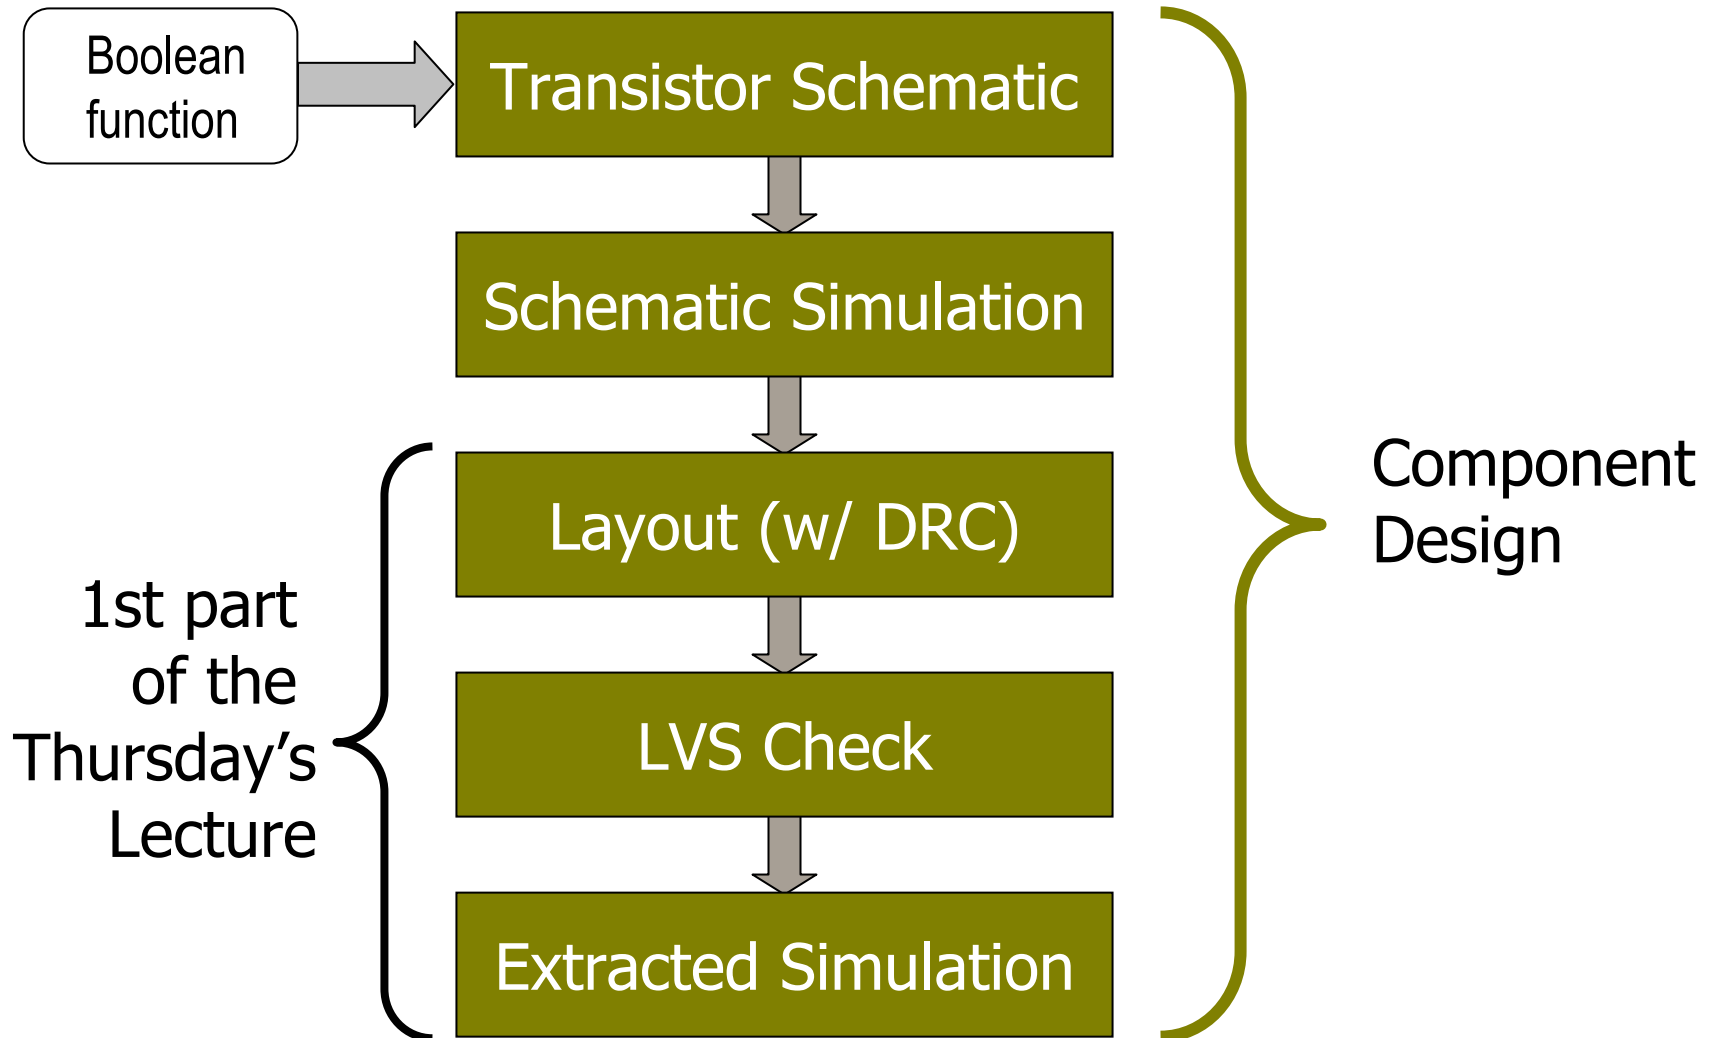 Boolean
function
Transistor Schematic
Schematic Simulation
Layout (w/ DRC)
LVS Check
Extracted Simulation
1st part
of the
Thursday’s
Lecture
Component
Design